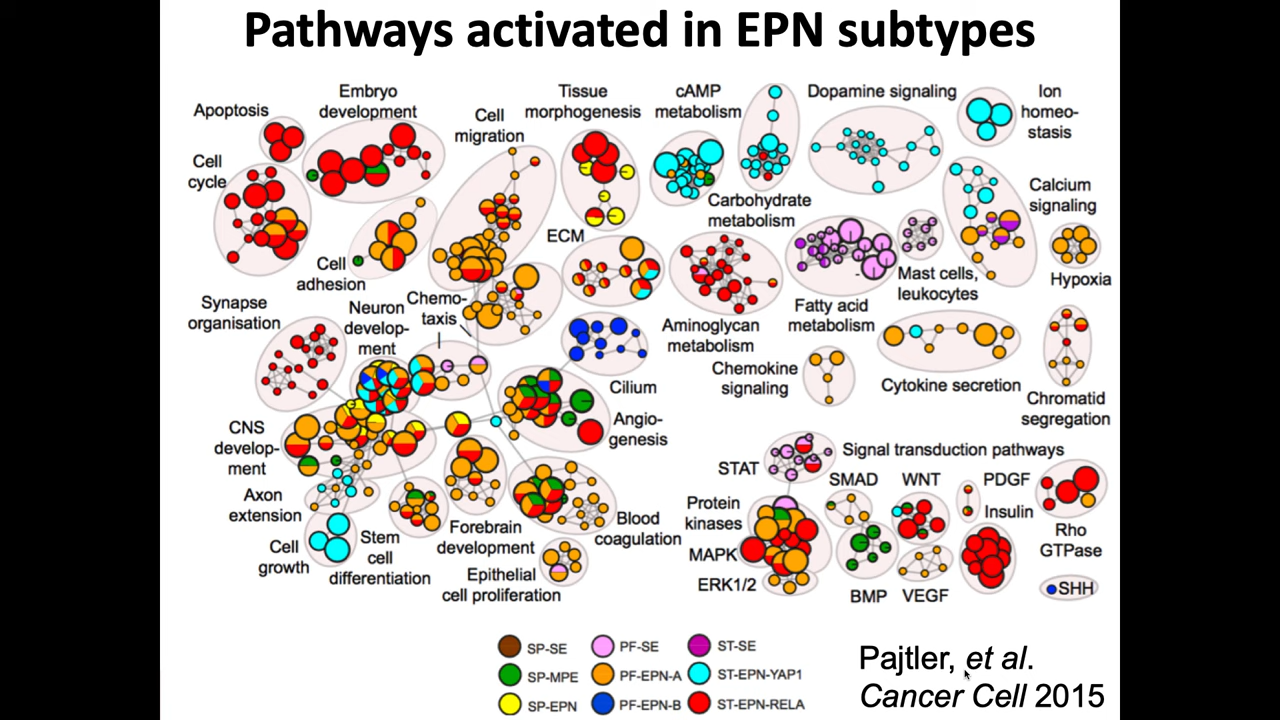 Pathways activated in EPN subtypes
Apoptosis
Embryo
development
Cell
migration
Tissue
morphogenesis
cAMP
metabolism
Dopamine signaling
Ion
homeo-
stasis
Cell
cycle
Carbohydrate
metabolism
Calcium
signaling
Cell
adhesion
ECM
Mast cells,
leukocytes
Hypoxia
Synapse
organisation
Neuron
develop-
ment
Chemo-
taxis
Aminoglycan
metabolism
Fatty acid
metabolism
Cilium
Chemokine
signaling
Cytokine secretion
Chromatid
segregation
CNS
develop-
ment
Angio-
genesis
Signal transduction pathways
STAT
SMAD
WNT
PDGF
Axon
extension
Protein
kinases
Insulin
Rho
GTPase
Cell
growth
Stem
cell
differentiation
Forebrain
development
Blood
coagulation
MAPK
Epithelial
cell proliferation
ERK1/2
BMP
VEGF
SHH
SP-SE
PF-SE
ST-SE
SP-MPE
PF-EPN-A
ST-EPN-YAP1
SP-EPN
PF-EPN-B
ST-EPN-RELA
Pajtler, et al.
Cancer Cell 2015